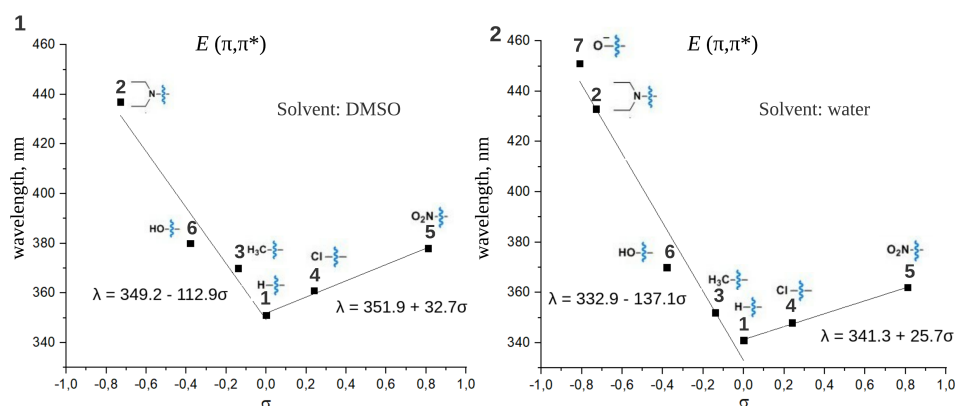 1
E (π,π*)
Solvent: DMSO
wavelength, nm
460
440
420
400
380
360
340
2
N
HO
6
3
H₃C
H
1
Cl
4
O₂N
5
λ = 349.2 - 112.9σ
λ = 351.9 + 32.7σ
-1,0 -0,8 -0,6 -0,4 -0,2 0,0 0,2 0,4 0,6 0,8 1,0
σ
2
E (π,π*)
Solvent: water
wavelength, nm
460
440
420
400
380
360
340
7
O⁻
2
N
HO
6
H₃C
3
H
1
Cl
4
O₂N
5
λ = 332.9 - 137.1σ
λ = 341.3 + 25.7σ
-1,0 -0,8 -0,6 -0,4 -0,2 0,0 0,2 0,4 0,6 0,8 1,0
σ